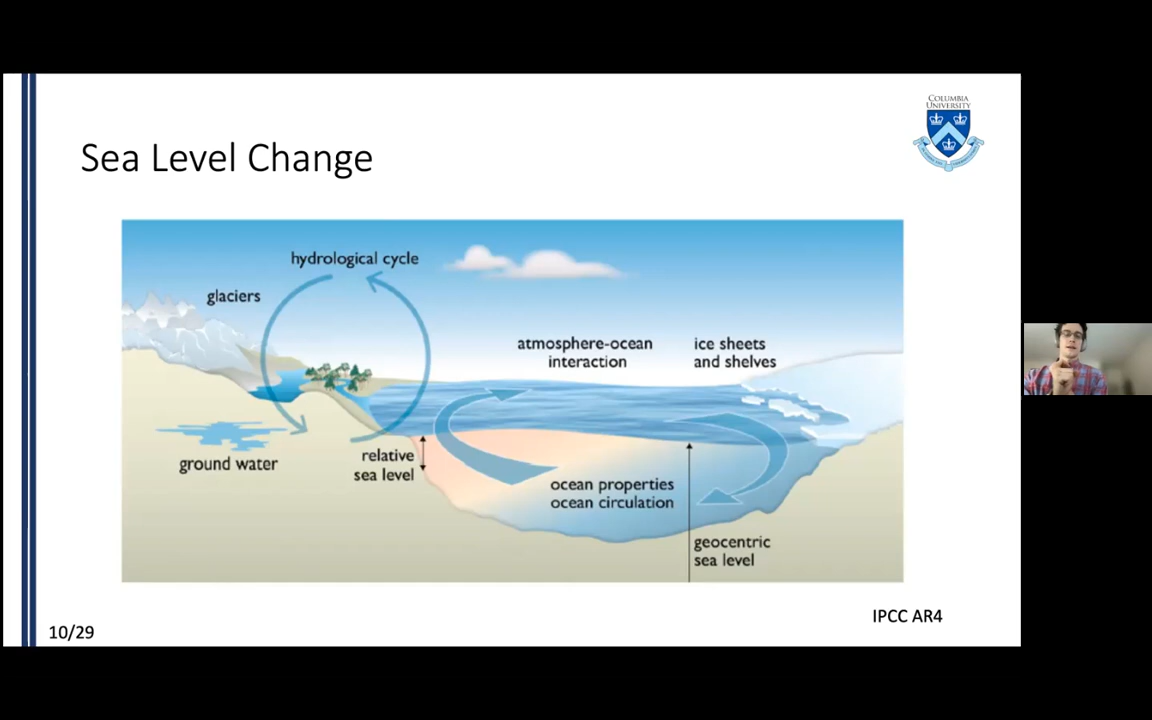 COLUMBIA
UNIVERSITY
Sea Level Change
hydrological cycle
glaciers
atmosphere-ocean
interaction
ice sheets
and shelves
ground water
relative
sea level
ocean properties
ocean circulation
geocentric
sea level
IPCC AR4
10/29